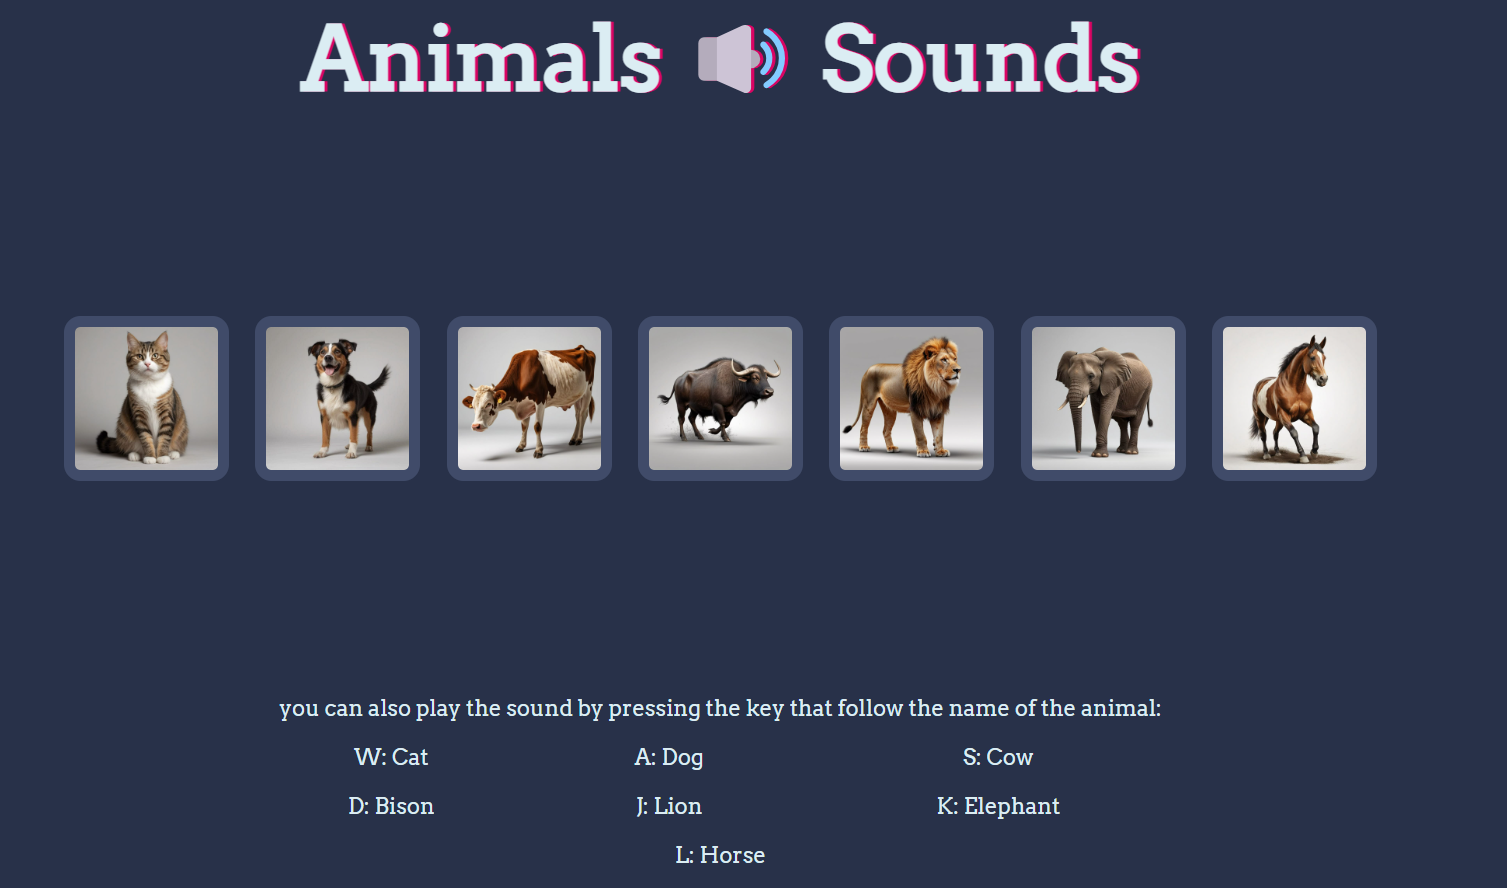 Animals 🔊 Sounds
you can also play the sound by pressing the key that follow the name of the animal:
W: Cat A: Dog S: Cow
D: Bison J: Lion K: Elephant
L: Horse